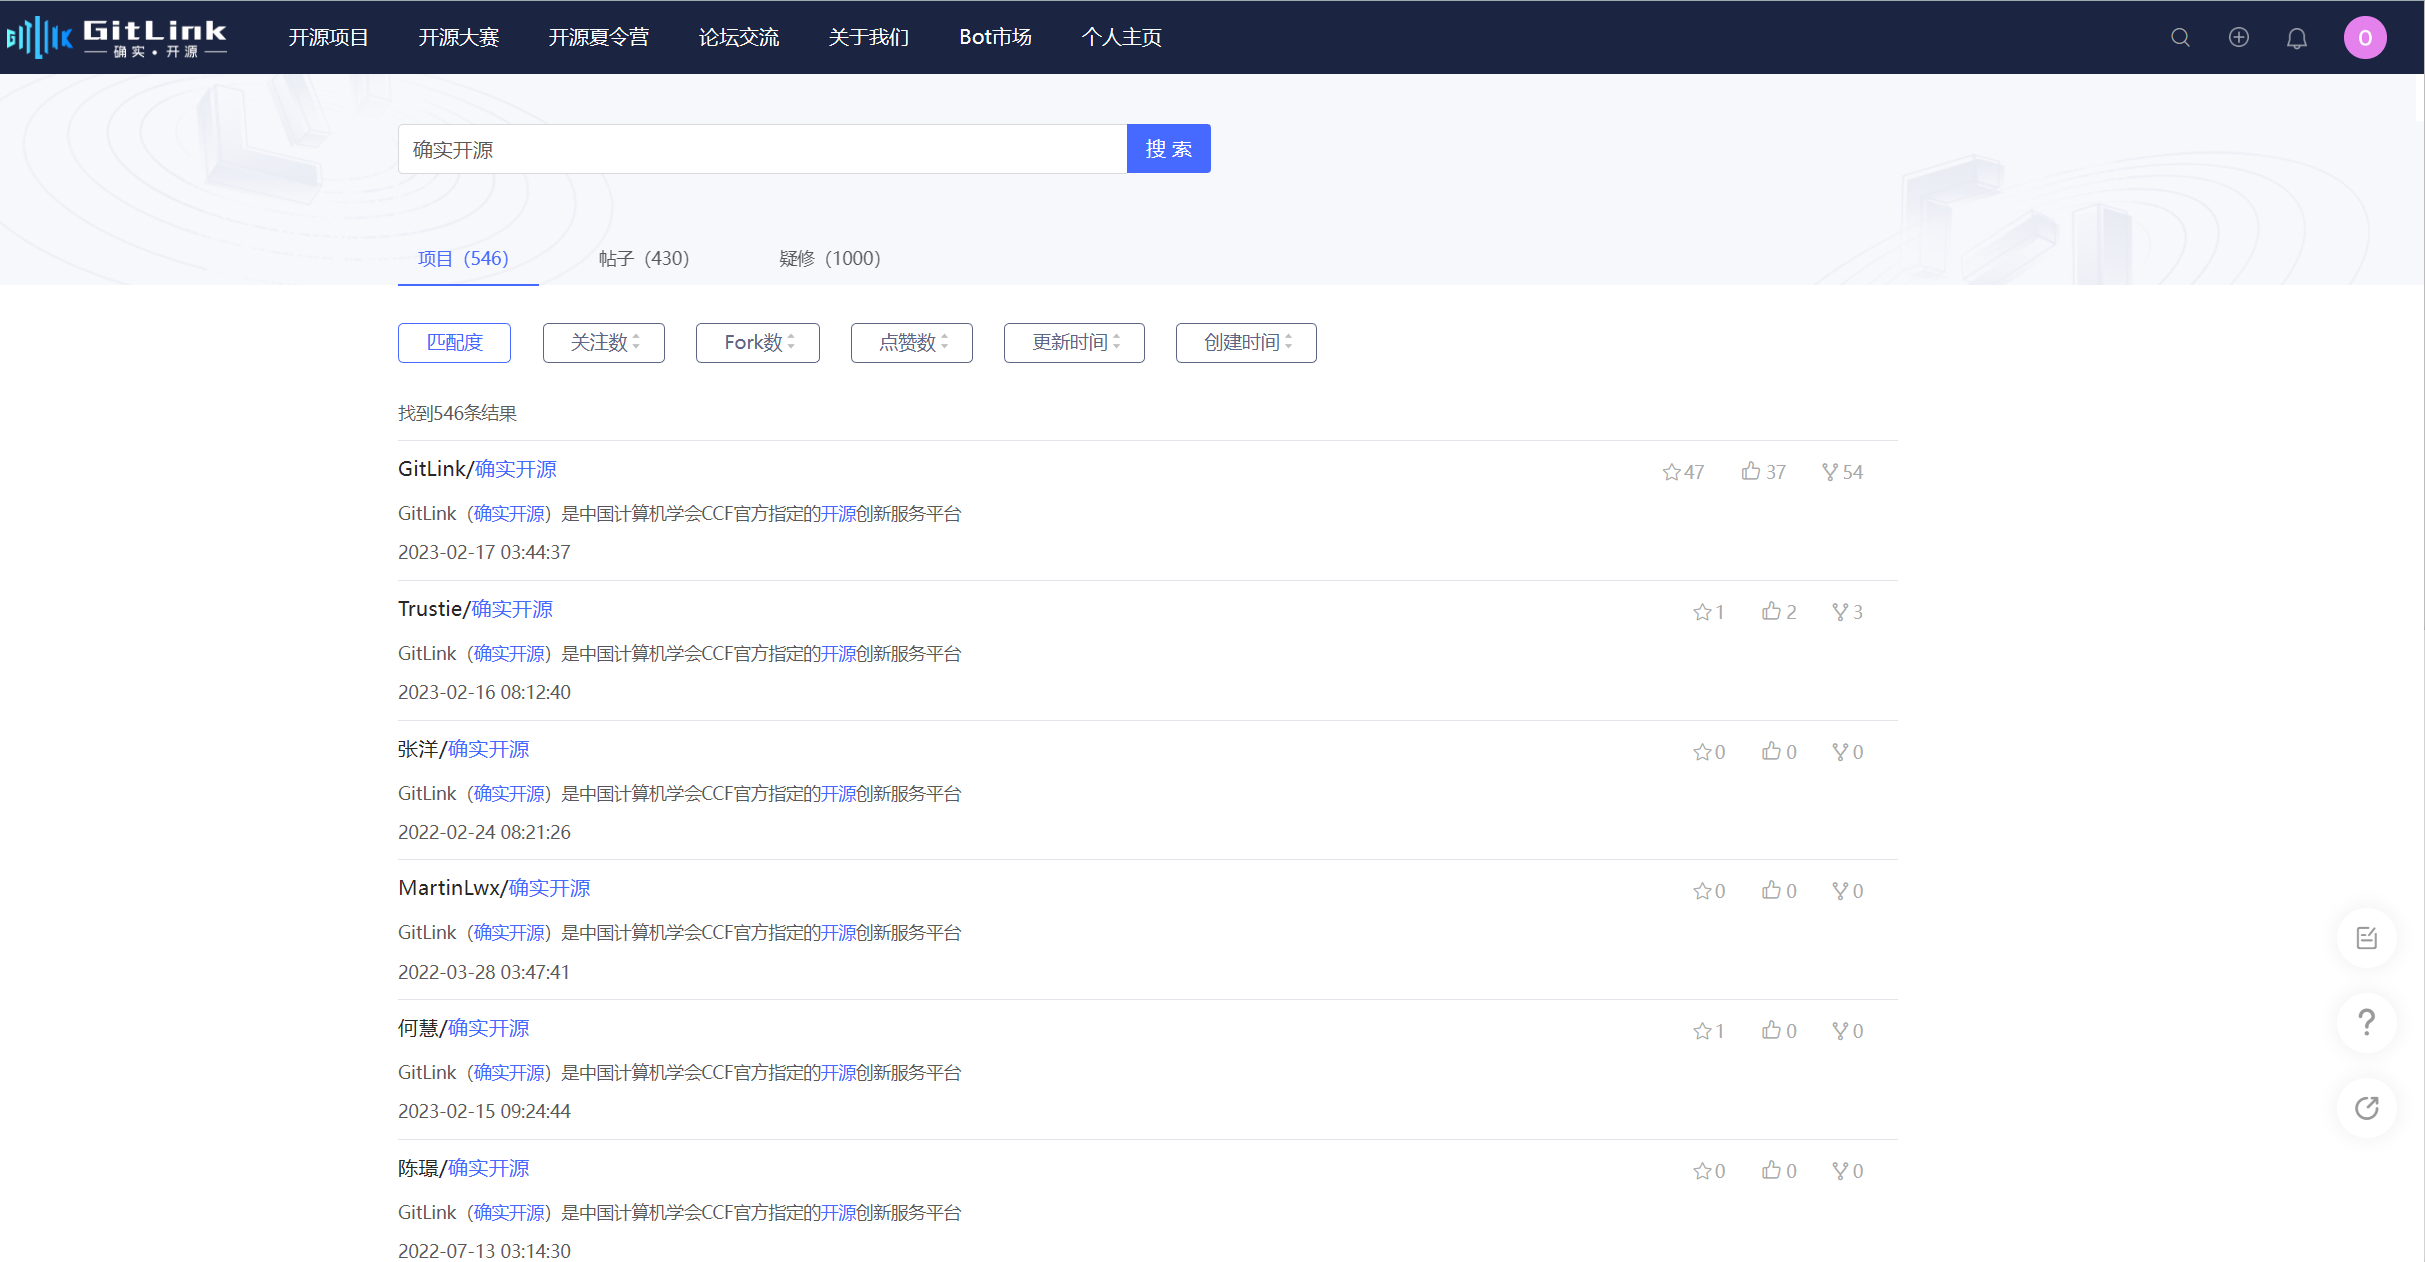 GitLink
确实·开源
开源项目 开源大赛 开源夏令营 论坛交流 关于我们 Bot市场 个人主页 0
确实开源 搜 索
项目（546） 帖子（430） 疑修（1000）
匹配度 关注数 Fork数 点赞数 更新时间 创建时间
找到546条结果
GitLink/确实开源 47 37 54
GitLink（确实开源）是中国计算机学会CCF官方指定的开源创新服务平台
2023-02-17 03:44:37
Trustie/确实开源 1 2 3
GitLink（确实开源）是中国计算机学会CCF官方指定的开源创新服务平台
2023-02-16 08:12:40
张洋/确实开源 0 0 0
GitLink（确实开源）是中国计算机学会CCF官方指定的开源创新服务平台
2022-02-24 08:21:26
MartinLwx/确实开源 0 0 0
GitLink（确实开源）是中国计算机学会CCF官方指定的开源创新服务平台
2022-03-28 03:47:41
何慧/确实开源 1 0 0
GitLink（确实开源）是中国计算机学会CCF官方指定的开源创新服务平台
2023-02-15 09:24:44
陈璟/确实开源 0 0 0
GitLink（确实开源）是中国计算机学会CCF官方指定的开源创新服务平台
2022-07-13 03:14:30